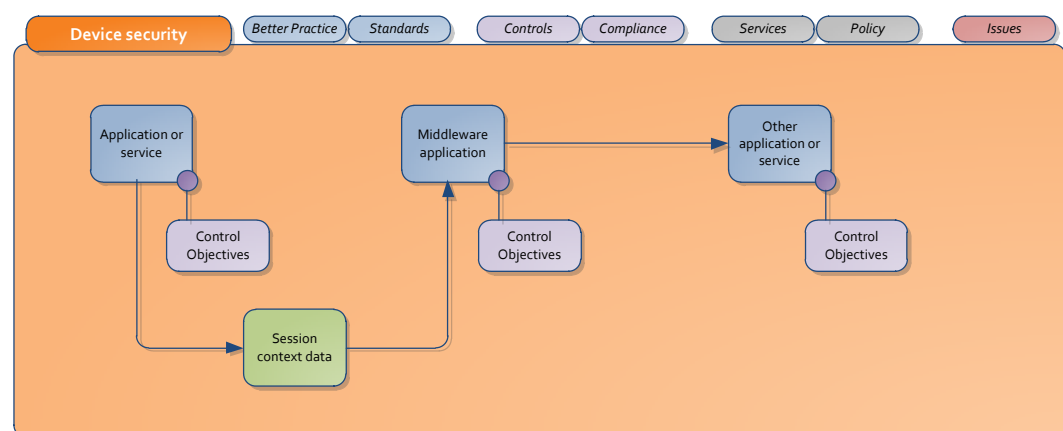 Device security
Better Practice
Standards
Controls
Compliance
Services
Policy
Issues
Application or
service
Middleware
application
Other
application or
service
Control
Objectives
Control
Objectives
Control
Objectives
Session
context data